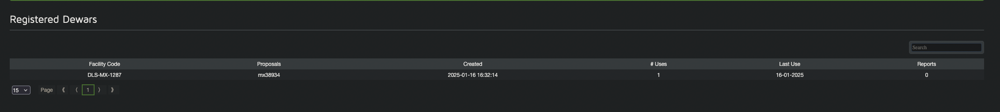 Registered Dewars
Search
Facility Code Proposals Created # Uses Last Use Reports
DLS-MX-1287 mx38934 2025-01-16 16:32:14 1 16-01-2025 0
15 Page 《 〈 1 〉 》